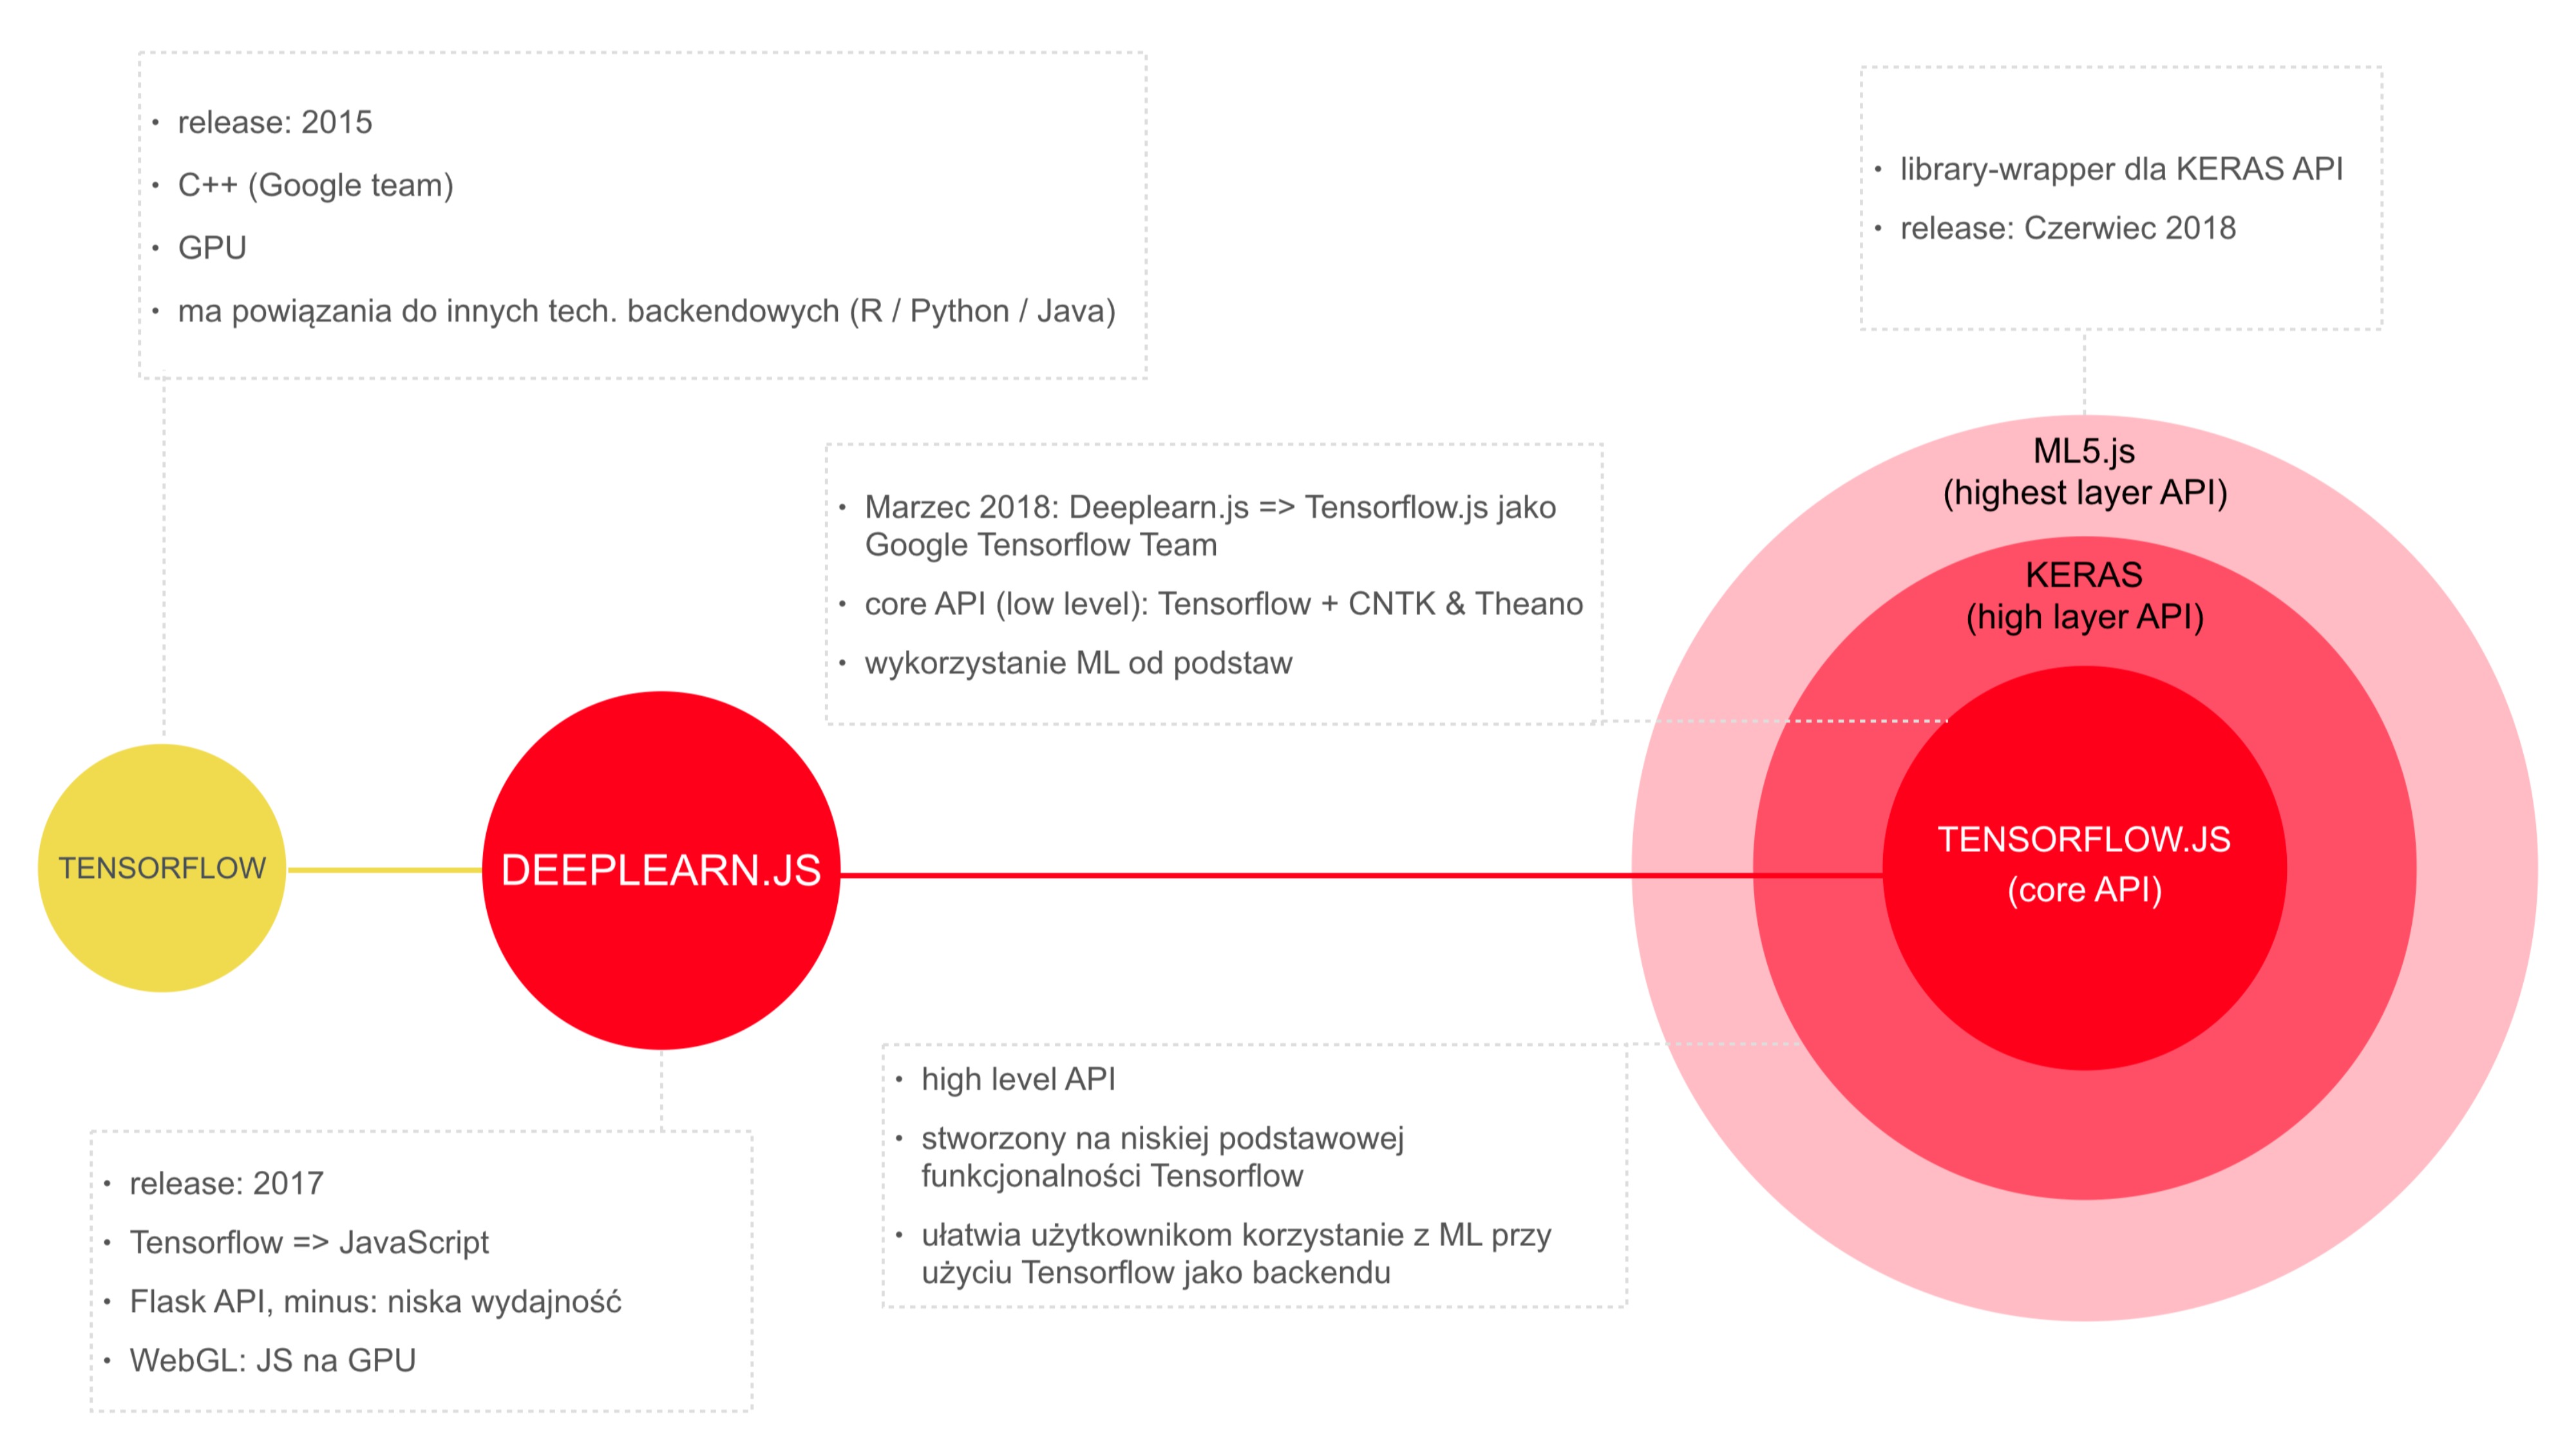 • release: 2015
• C++ (Google team)
• GPU
• ma powiązania do innych tech. backendowych (R / Python / Java)
• library-wrapper dla KERAS API
• release: Czerwiec 2018
• Marzec 2018: Deeplearn.js => Tensorflow.js jako
Google Tensorflow Team
• core API (low level): Tensorflow + CNTK & Theano
• wykorzystanie ML od podstaw
ML5.js
(highest layer API)
KERAS
(high layer API)
TENSORFLOW
DEEPLEARN.JS
TENSORFLOW.JS
(core API)
• release: 2017
• Tensorflow => JavaScript
• Flask API, minus: niska wydajność
• WebGL: JS na GPU
• high level API
• stworzony na niskiej podstawowej
funkcjonalności Tensorflow
• ułatwia użytkownikom korzystanie z ML przy
użyciu Tensorflow jako backendu